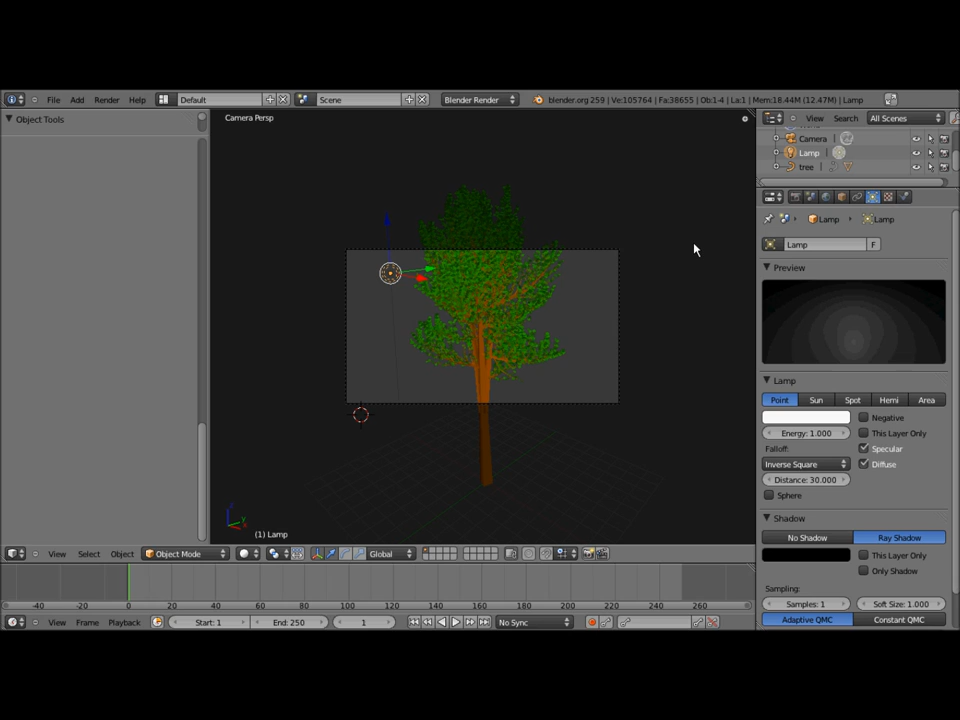 File Add Render Help Default Scene Blender Render blender.org 259 | Ve:105764 | Fa:38655 | Ob:1-4 | La:1 | Mem:18.44M (12.47M) | Lamp
Object Tools
Camera Persp
(1) Lamp
View Select Object Object Mode Global
-40 -20 0 20 40 60 80 100 120 140 160 180 200 220 240 260
View Frame Playback Start: 1 End: 250 1 No Sync
View Search All Scenes
Camera
Lamp
tree
Lamp Lamp
Lamp F
Preview
Lamp
Point Sun Spot Hemi Area
Negative
Energy: 1.000 This Layer Only
Falloff: Specular
Inverse Square Diffuse
Distance: 30.000
Sphere
Shadow
No Shadow Ray Shadow
This Layer Only
Only Shadow
Sampling:
Samples: 1 Soft Size: 1.000
Adaptive QMC Constant QMC